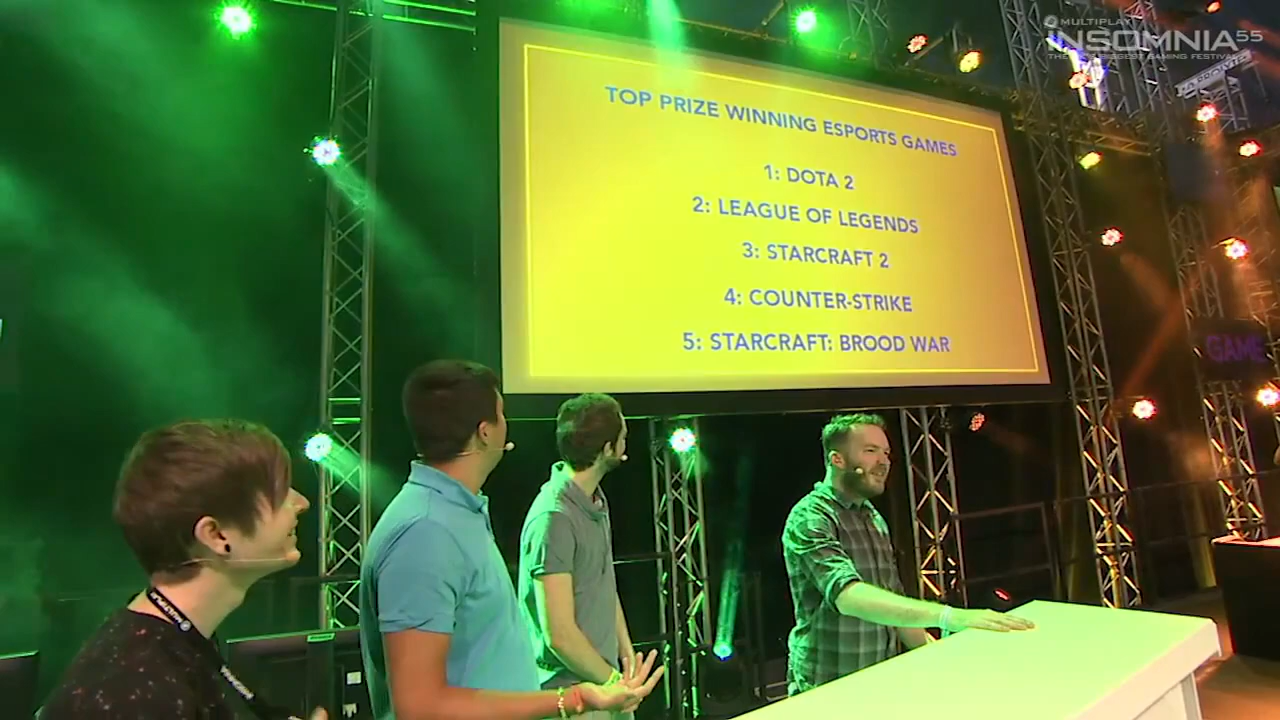 MULTIPLAY
INSOMNIA55
TOP PRIZE WINNING ESPORTS GAMES
1: DOTA 2
2: LEAGUE OF LEGENDS
3: STARCRAFT 2
4: COUNTER-STRIKE
5: STARCRAFT: BROOD WAR
GAME